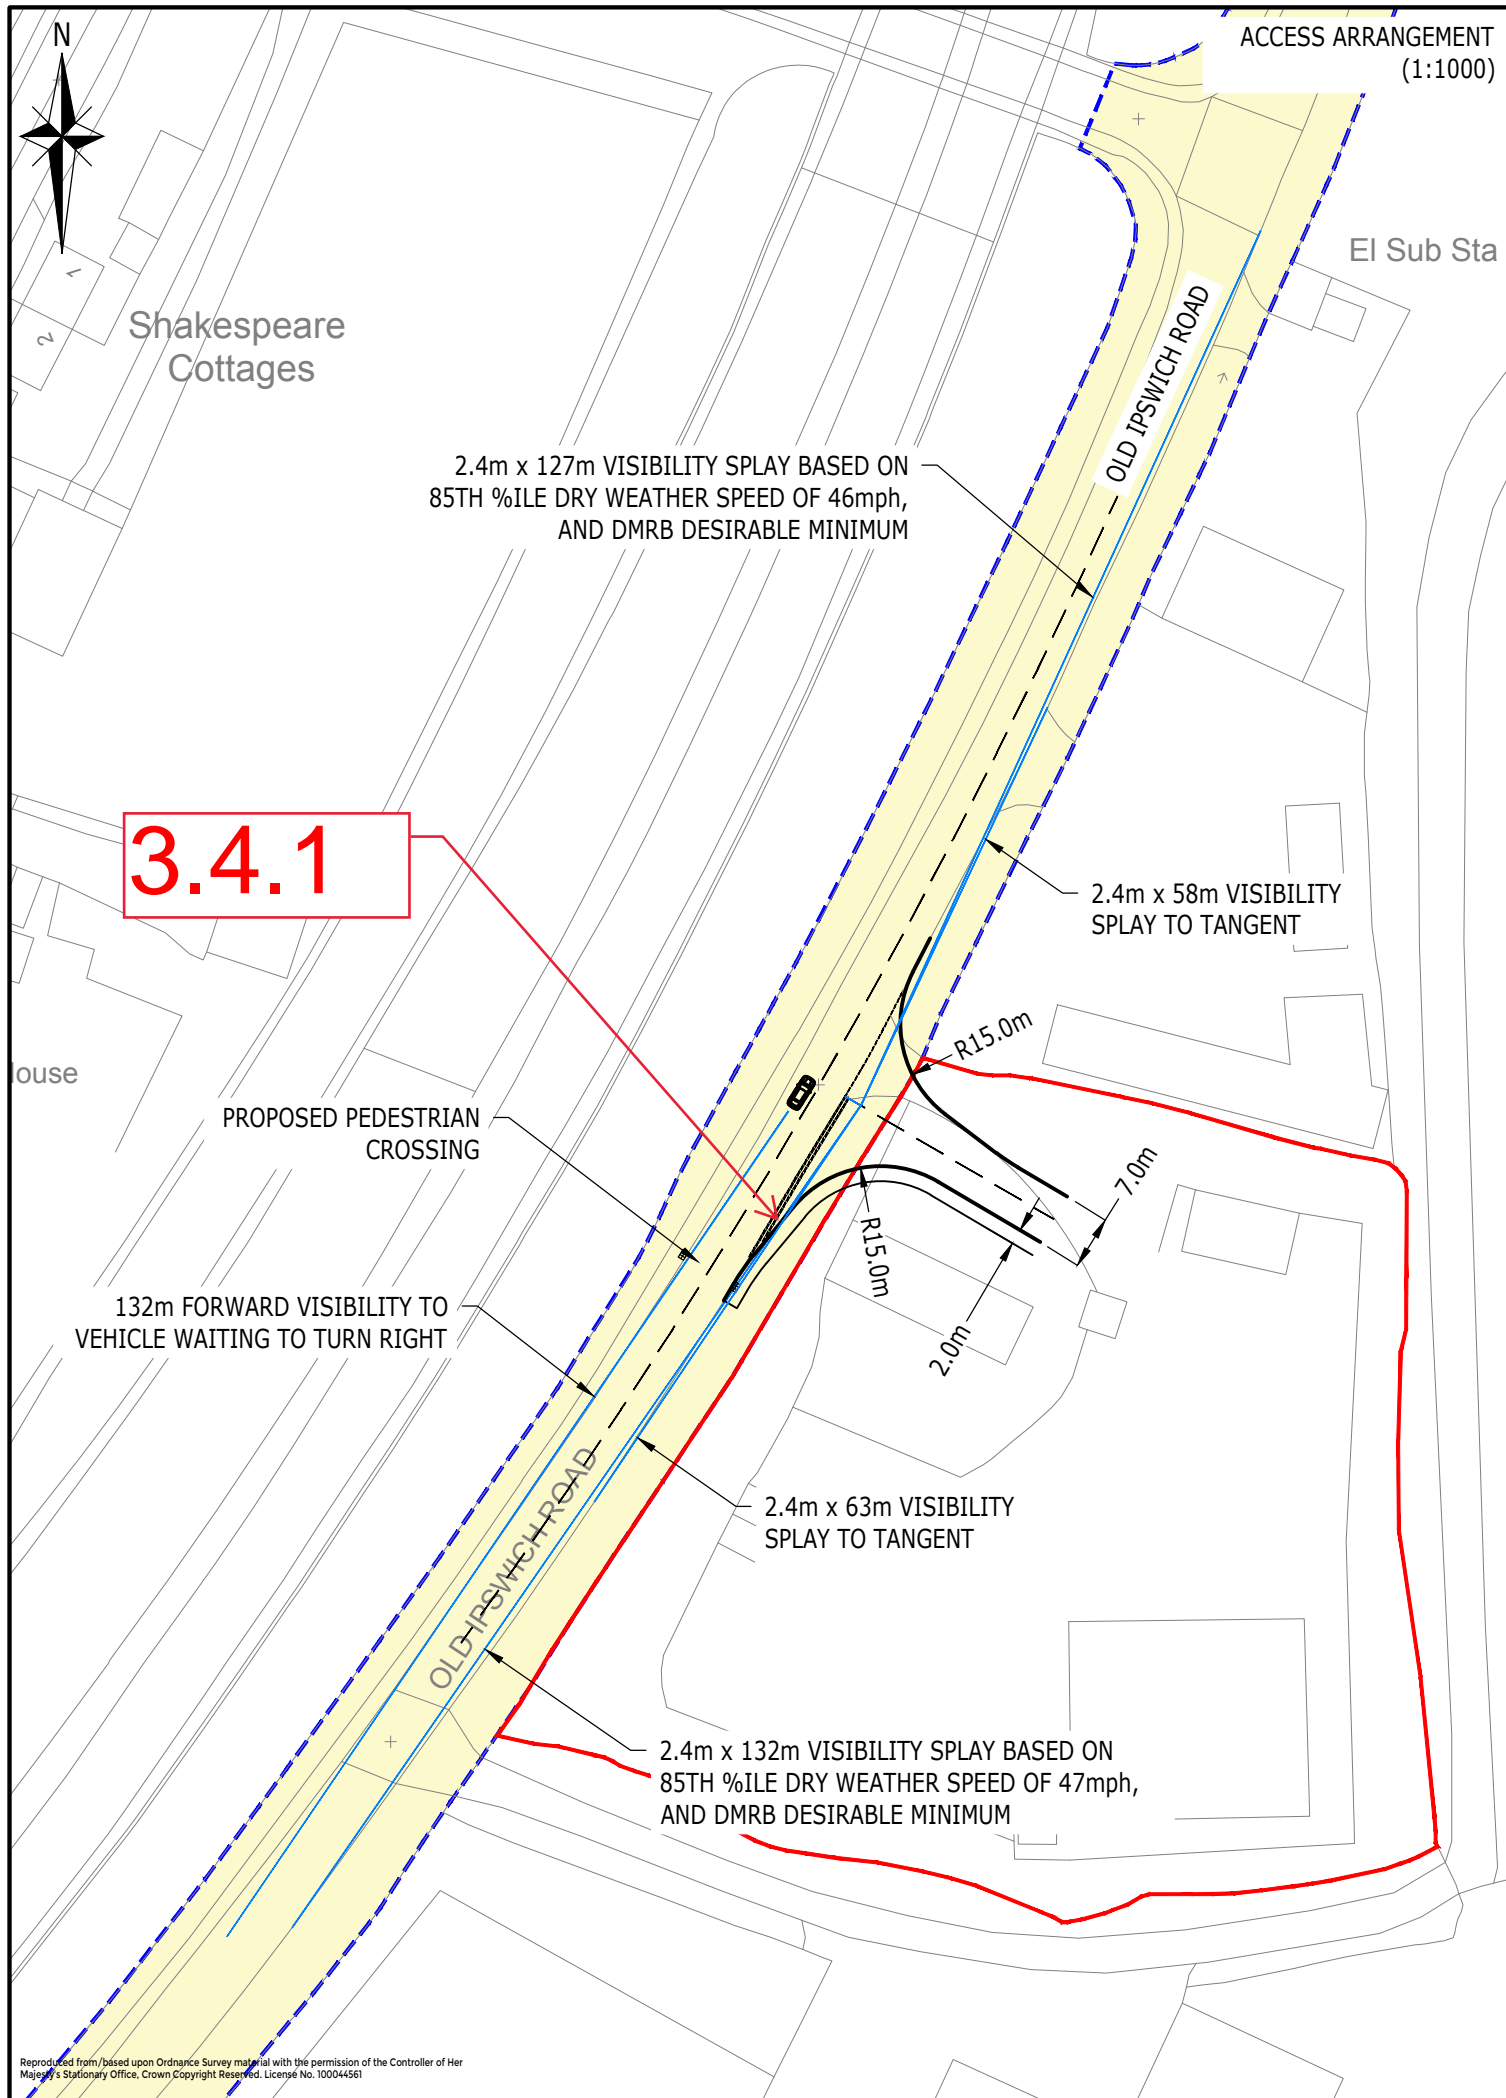 N
ACCESS ARRANGEMENT
(1:1000)
El Sub Sta
1
2
Shakespeare
Cottages
OLD IPSWICH ROAD
2.4m x 127m VISIBILITY SPLAY BASED ON
85TH %ILE DRY WEATHER SPEED OF 46mph,
AND DMRB DESIRABLE MINIMUM
3.4.1
2.4m x 58m VISIBILITY
SPLAY TO TANGENT
R15.0m
ouse
PROPOSED PEDESTRIAN
CROSSING
7.0m
R15.0m
132m FORWARD VISIBILITY TO
VEHICLE WAITING TO TURN RIGHT
2.0m
OLD IPSWICH ROAD
2.4m x 63m VISIBILITY
SPLAY TO TANGENT
2.4m x 132m VISIBILITY SPLAY BASED ON
85TH %ILE DRY WEATHER SPEED OF 47mph,
AND DMRB DESIRABLE MINIMUM
Reproduced from/based upon Ordnance Survey material with the permission of the Controller of Her
Majesty's Stationary Office, Crown Copyright Reserved. License No. 100044561